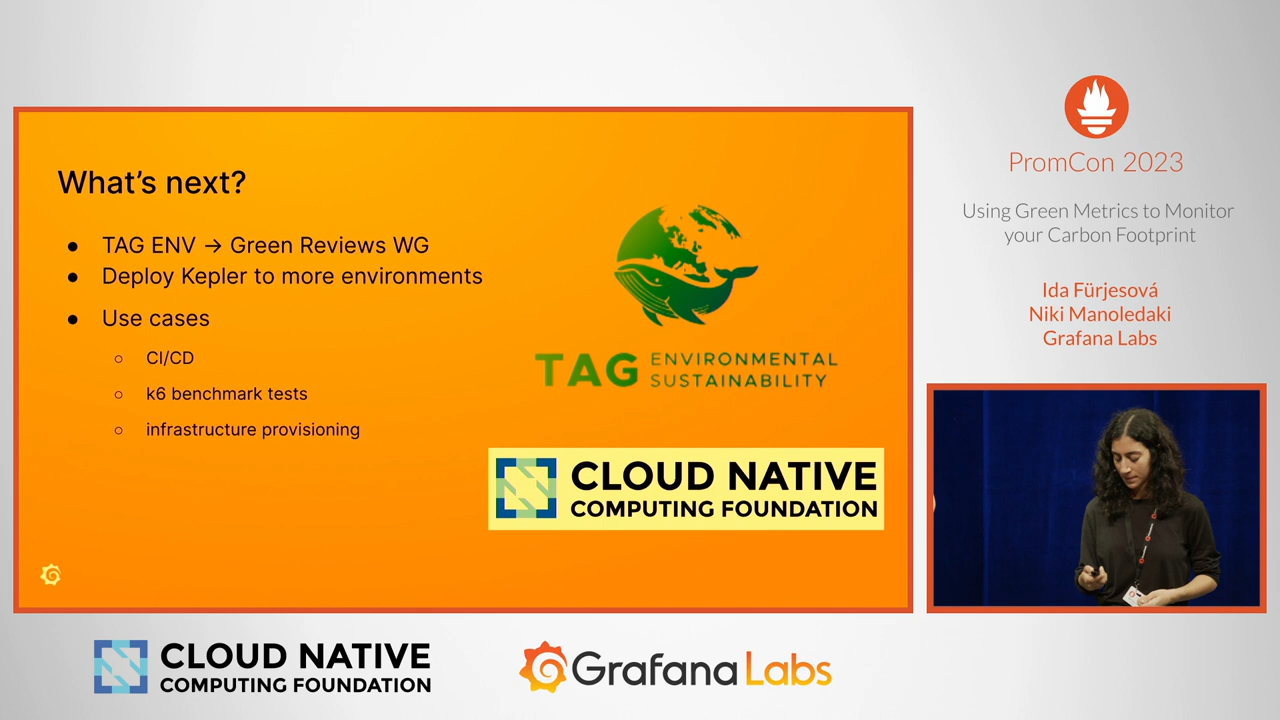 What's next?
● TAG ENV → Green Reviews WG
● Deploy Kepler to more environments
● Use cases
○ CI/CD
○ k6 benchmark tests
○ infrastructure provisioning
TAG ENVIRONMENTAL
SUSTAINABILITY
CLOUD NATIVE
COMPUTING FOUNDATION
PromCon 2023
Using Green Metrics to Monitor
your Carbon Footprint
Ida Fürjesová
Niki Manoledaki
Grafana Labs
CLOUD NATIVE
COMPUTING FOUNDATION
Grafana Labs